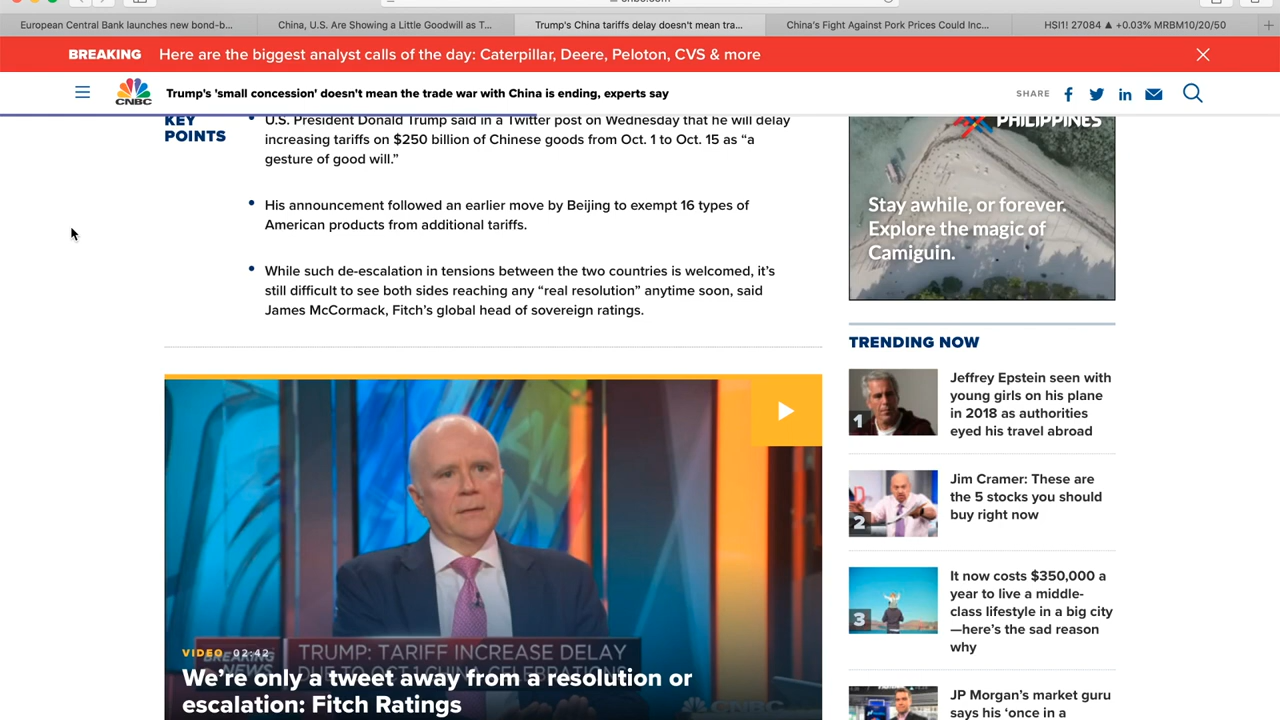 cnbc.com
European Central Bank launches new bond-b...
China, U.S. Are Showing a Little Goodwill as T...
Trump's China tariffs delay doesn't mean tra...
China's Fight Against Pork Prices Could Inc...
HSI1! 27084 ▲ +0.03% MRBM10/20/50
BREAKING Here are the biggest analyst calls of the day: Caterpillar, Deere, Peloton, CVS & more
CNBC
Trump's 'small concession' doesn't mean the trade war with China is ending, experts say
SHARE
KEY
POINTS
• U.S. President Donald Trump said in a Twitter post on Wednesday that he will delay
increasing tariffs on $250 billion of Chinese goods from Oct. 1 to Oct. 15 as “a
gesture of good will.”
• His announcement followed an earlier move by Beijing to exempt 16 types of
American products from additional tariffs.
• While such de-escalation in tensions between the two countries is welcomed, it’s
still difficult to see both sides reaching any “real resolution” anytime soon, said
James McCormack, Fitch’s global head of sovereign ratings.
BREAKING
NEWS
TRUMP: TARIFF INCREASE DELAY
DUE TO OCT 1 CHINA CELEBRATIONS
VIDEO 02:42
We’re only a tweet away from a resolution or
escalation: Fitch Ratings
CNBC
PHILIPPINES
Stay awhile, or forever.
Explore the magic of
Camiguin.
TRENDING NOW
1
Jeffrey Epstein seen with
young girls on his plane
in 2018 as authorities
eyed his travel abroad
2
Jim Cramer: These are
the 5 stocks you should
buy right now
3
It now costs $350,000 a
year to live a middle-
class lifestyle in a big city
—here’s the sad reason
why
JP Morgan’s market guru
says his ‘once in a